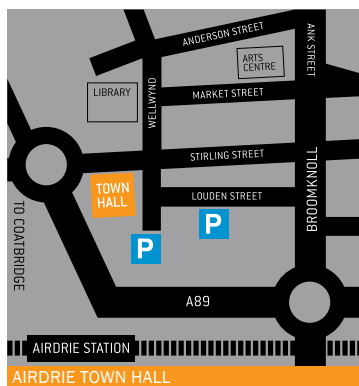 ANDERSON STREET
ANK STREET
ARTS
CENTRE
LIBRARY
WELLWYND
MARKET STREET
STIRLING STREET
TOWN
HALL
LOUDEN STREET
BROOMKNOLL
P
P
TO COATBRIDGE
A89
AIRDRIE STATION
AIRDRIE TOWN HALL